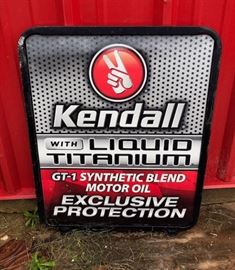 Kendall
WITH LIQUID
TITANIUM
GT-1 SYNTHETIC BLEND
MOTOR OIL
EXCLUSIVE
PROTECTION